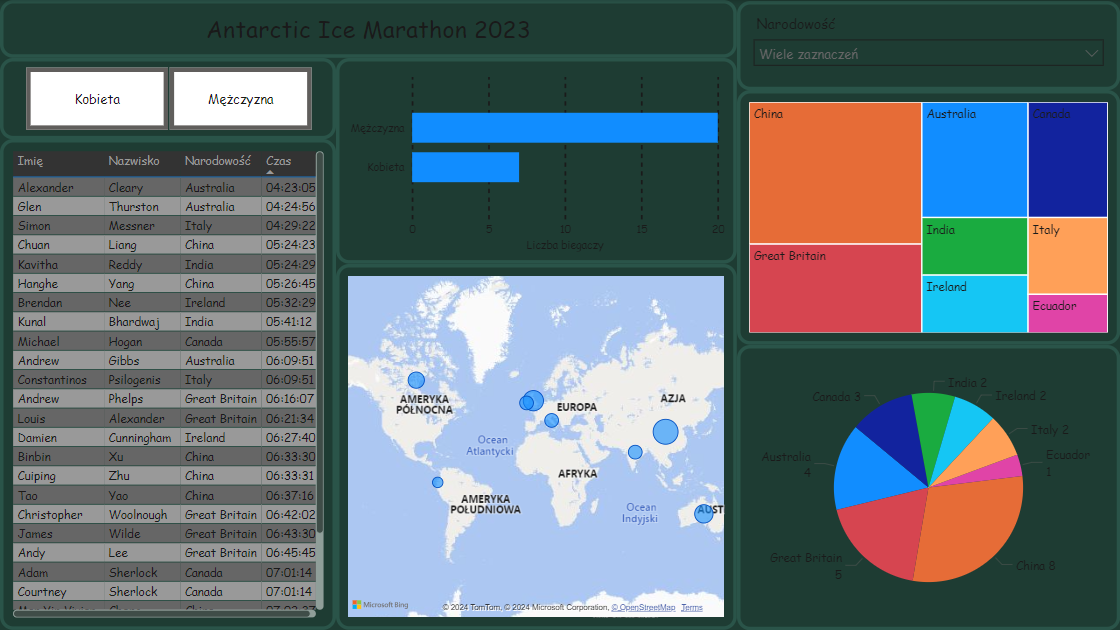 Antarctic Ice Marathon 2023
Narodowość
Wiele zaznaczeń
Kobieta
Mężczyzna
Imię Nazwisko Narodowość Czas
Alexander Cleary Australia 04:23:05
Glen Thurston Australia 04:24:56
Simon Messner Italy 04:29:22
Chuan Liang China 05:24:23
Kavitha Reddy India 05:24:29
Hanghe Yang China 05:26:45
Brendan Nee Ireland 05:32:29
Kunal Bhardwaj India 05:41:12
Michael Hogan Canada 05:55:57
Andrew Gibbs Australia 06:09:51
Constantinos Psilogenis Italy 06:09:51
Andrew Phelps Great Britain 06:16:07
Louis Alexander Great Britain 06:21:34
Damien Cunningham Ireland 06:27:40
Binbin Xu China 06:33:30
Cuiping Zhu China 06:33:31
Tao Yao China 06:37:16
Christopher Woolnough Great Britain 06:42:02
James Wilde Great Britain 06:43:30
Andy Lee Great Britain 06:45:45
Adam Sherlock Canada 07:01:14
Courtney Sherlock Canada 07:01:14
Mężczyzna
Kobieta
0 5 10 15 20
Liczba biegaczy
AMERYKA
PÓŁNOCNA
EUROPA
AZJA
Ocean
Atlantycki
AFRYKA
AMERYKA
POŁUDNIOWA
Ocean
Indyjski
AUST
Microsoft Bing
© 2024 TomTom, © 2024 Microsoft Corporation, © OpenStreetMap Terms
China
Australia
Canada
Great Britain
India
Italy
Ireland
Ecuador
India 2
Ireland 2
Canada 3
Italy 2
Australia
4
Ecuador
1
Great Britain
5
China 8